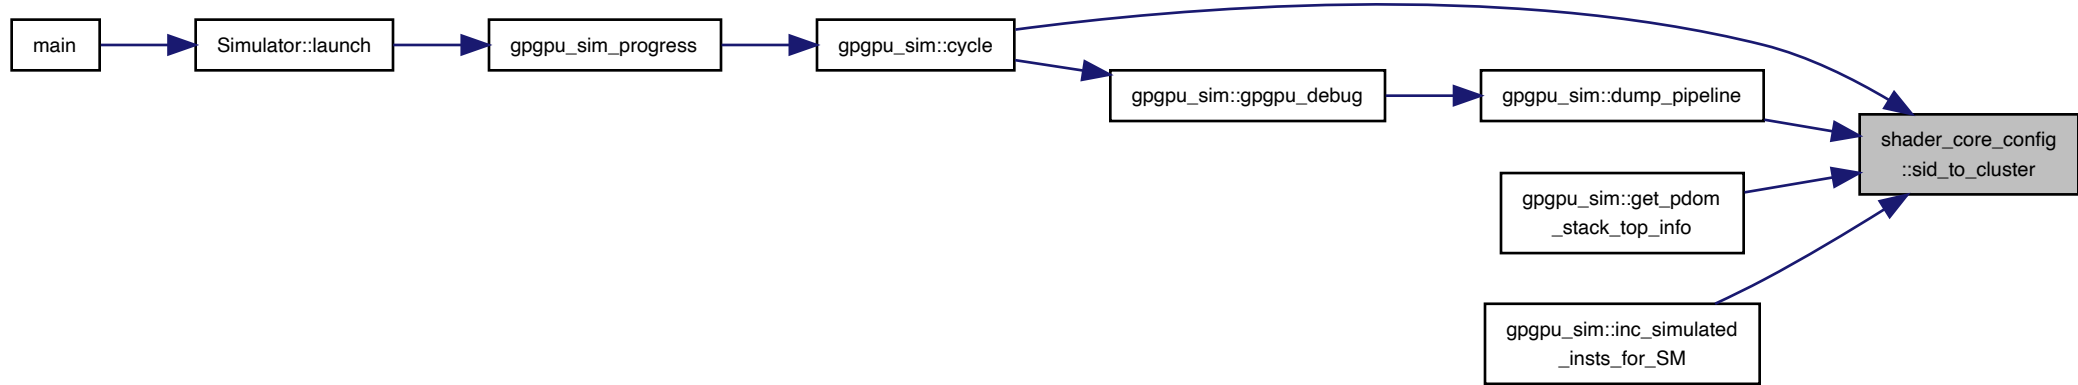 main
Simulator::launch
gpgpu_sim_progress
gpgpu_sim::cycle
gpgpu_sim::gpgpu_debug
gpgpu_sim::dump_pipeline
shader_core_config
::sid_to_cluster
gpgpu_sim::get_pdom
_stack_top_info
gpgpu_sim::inc_simulated
_insts_for_SM